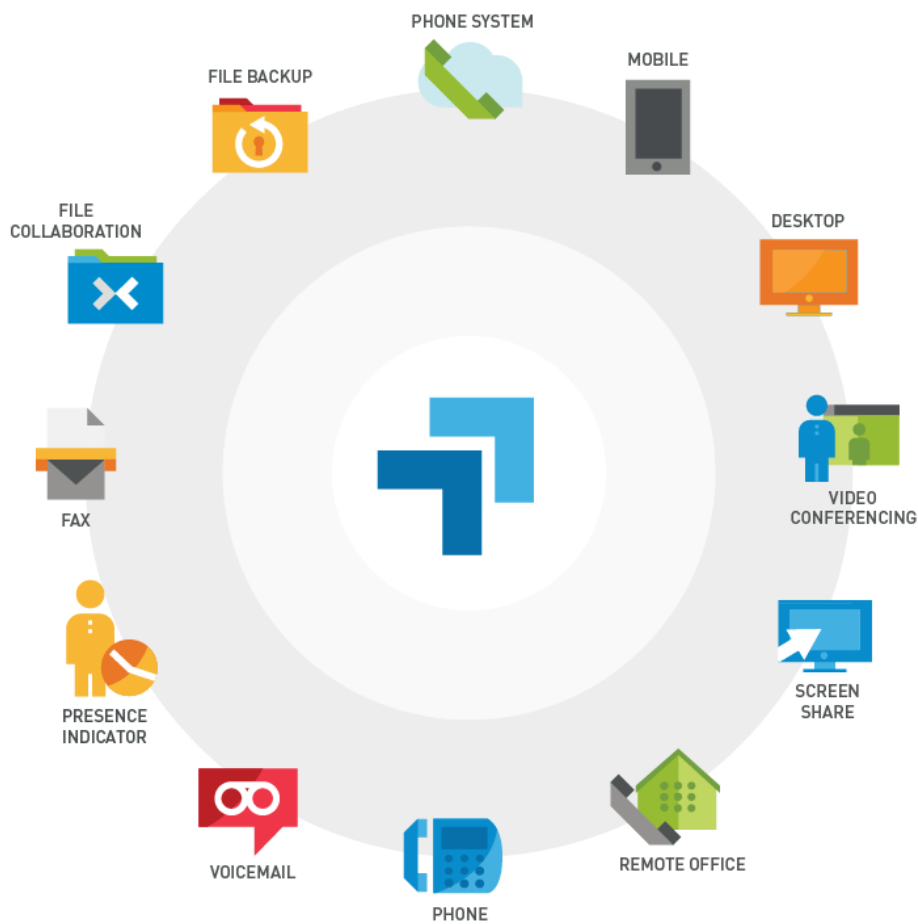 PHONE SYSTEM
MOBILE
DESKTOP
VIDEO
CONFERENCING
SCREEN
SHARE
REMOTE OFFICE
PHONE
VOICEMAIL
PRESENCE
INDICATOR
FAX
FILE
COLLABORATION
FILE BACKUP